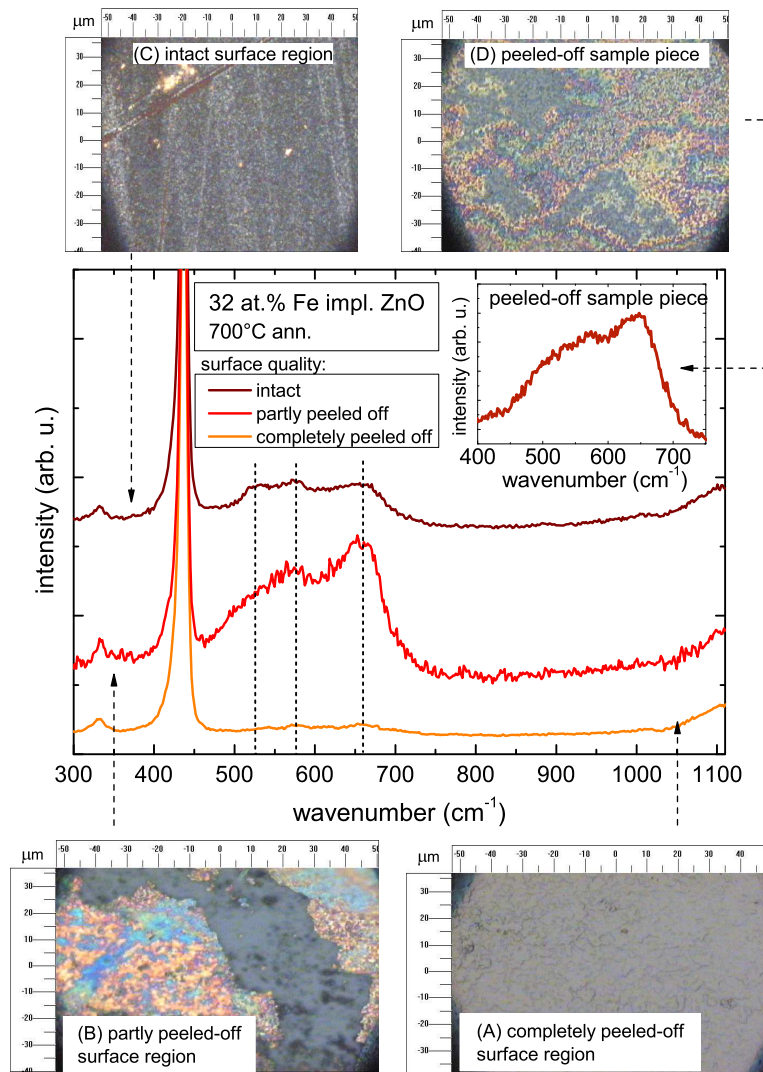 μm
-50 -40 -30 -20 -10 0 10 20 30 40 50
30
20
10
0
-10
-20
-30
-40
(C) intact surface region
μm
-50 -40 -30 -20 -10 0 10 20 30 40 50
30
20
10
0
-10
-20
-30
-40
(D) peeled-off sample piece
32 at.% Fe impl. ZnO
700°C ann.
surface quality:
intact
partly peeled off
completely peeled off
peeled-off sample piece
intensity (arb. u.)
400 500 600 700
wavenumber (cm-1)
intensity (arb. u.)
300 400 500 600 700 800 900 1000 1100
wavenumber (cm-1)
μm
-50 -40 -30 -20 -10 0 10 20 30 40 50
30
20
10
0
-10
-20
-30
(B) partly peeled-off
surface region
μm
-50 -40 -30 -20 -10 0 10 20 30 40
30
20
10
0
-10
-20
-30
(A) completely peeled-off
surface region